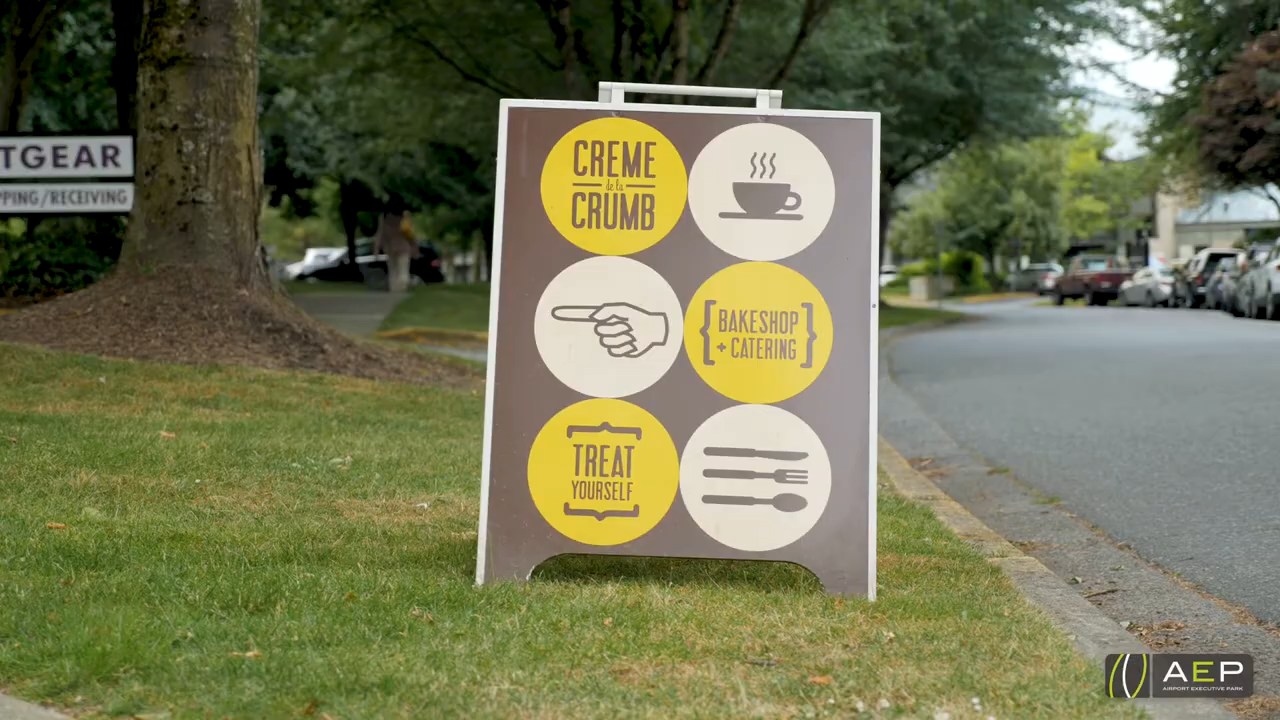 TGEAR
PPING/RECEIVING
CREME
de la
CRUMB
BAKESHOP
+ CATERING
TREAT
YOURSELF
AEP
AIRPORT EXECUTIVE PARK